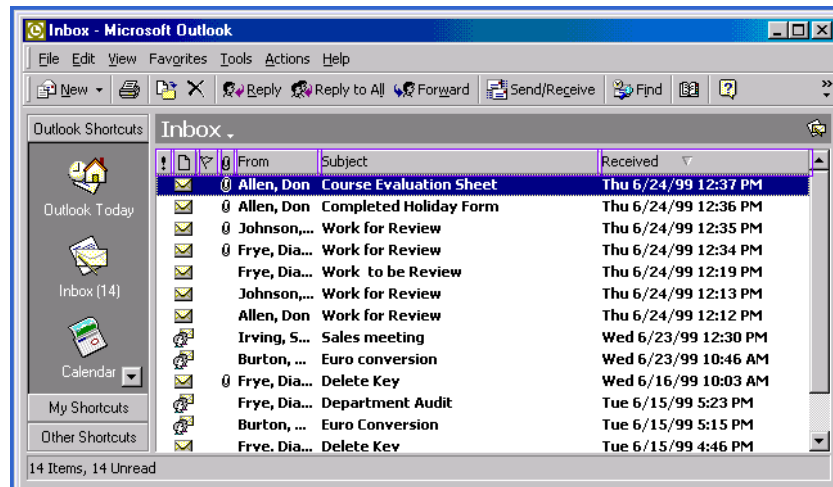 Inbox - Microsoft Outlook
File Edit View Favorites Tools Actions Help
New Reply Reply to All Forward Send/Receive Find »
Outlook Shortcuts Inbox
! From Subject Received
Allen, Don Course Evaluation Sheet Thu 6/24/99 12:37 PM
Outlook Today Allen, Don Completed Holiday Form Thu 6/24/99 12:36 PM
Johnson,... Work for Review Thu 6/24/99 12:35 PM
Frye, Dia... Work for Review Thu 6/24/99 12:34 PM
Frye, Dia... Work to be Review Thu 6/24/99 12:19 PM
Inbox (14) Johnson,... Work for Review Thu 6/24/99 12:13 PM
Allen, Don Work for Review Thu 6/24/99 12:12 PM
Irving, S... Sales meeting Wed 6/23/99 12:30 PM
Burton, ... Euro conversion Wed 6/23/99 10:46 AM
Calendar Frye, Dia... Delete Key Wed 6/16/99 10:03 AM
My Shortcuts Frye, Dia... Department Audit Tue 6/15/99 5:23 PM
Burton, ... Euro Conversion Tue 6/15/99 5:15 PM
Other Shortcuts Frye, Dia... Delete Key Tue 6/15/99 4:46 PM
14 Items, 14 Unread